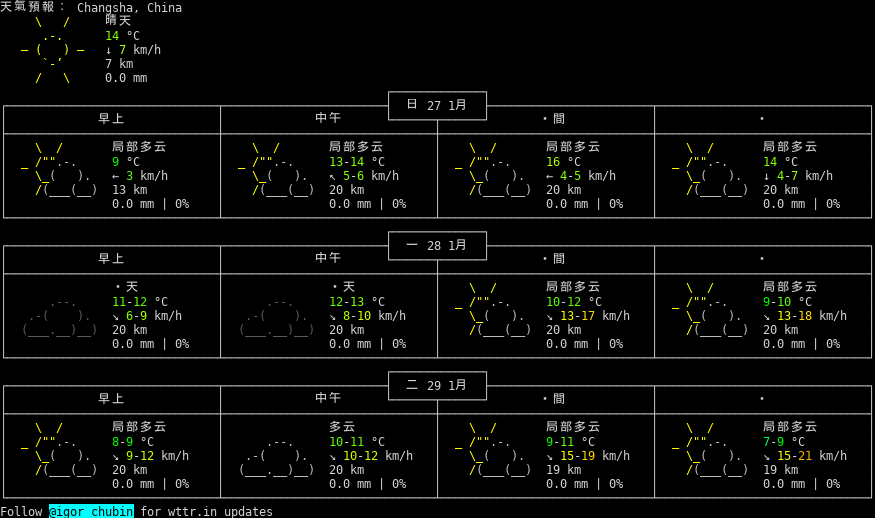 天氣預報： Changsha, China
晴天
14 °C
↓ 7 km/h
7 km
0.0 mm
日 27 1月
早上 中午 ·間 ·
局部多云 局部多云 局部多云 局部多云
9 °C 13-14 °C 16 °C 14 °C
← 3 km/h ↖ 5-6 km/h ← 4-5 km/h ↓ 4-7 km/h
13 km 20 km 20 km 20 km
0.0 mm | 0% 0.0 mm | 0% 0.0 mm | 0% 0.0 mm | 0%
一 28 1月
早上 中午 ·間 ·
·天 ·天 局部多云 局部多云
11-12 °C 12-13 °C 10-12 °C 9-10 °C
↘ 6-9 km/h ↘ 8-10 km/h ↘ 13-17 km/h ↘ 13-18 km/h
20 km 20 km 20 km 20 km
0.0 mm | 0% 0.0 mm | 0% 0.0 mm | 0% 0.0 mm | 0%
二 29 1月
早上 中午 ·間 ·
局部多云 多云 局部多云 局部多云
8-9 °C 10-11 °C 9-11 °C 7-9 °C
↘ 9-12 km/h ↘ 10-12 km/h ↘ 15-19 km/h ↘ 15-21 km/h
20 km 20 km 19 km 19 km
0.0 mm | 0% 0.0 mm | 0% 0.0 mm | 0% 0.0 mm | 0%
Follow @igor_chubin for wttr.in updates